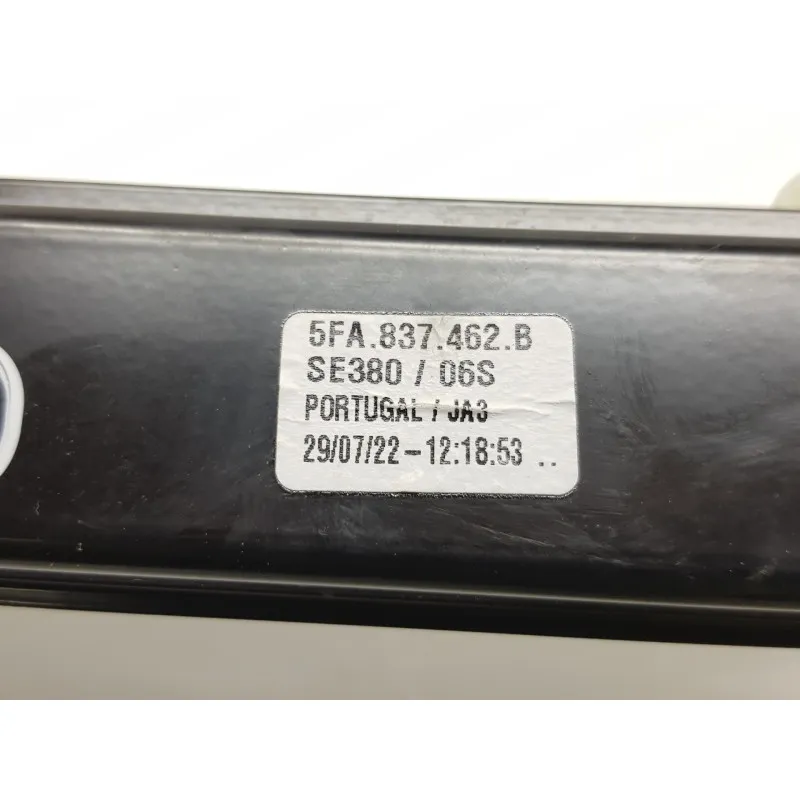 5FA.837.462.B
SE380 / 06S
PORTUGAL / JA3
29/07/22-12:18:53 ..